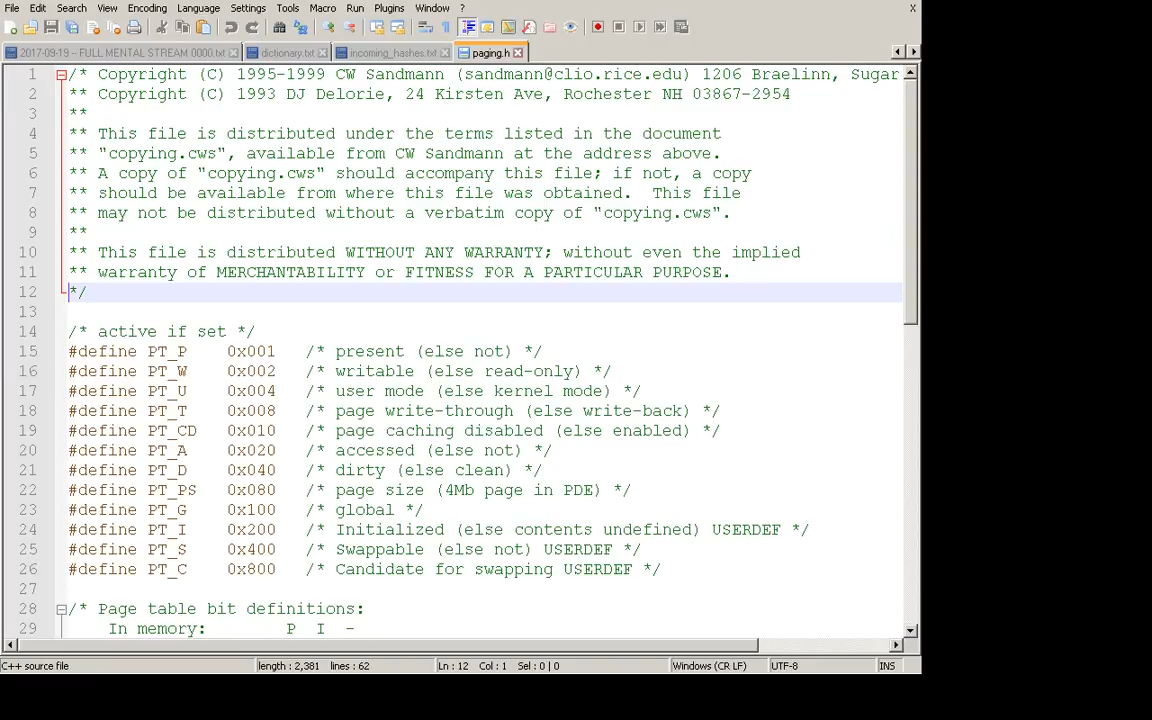 File Edit Search View Encoding Language Settings Tools Macro Run Plugins Window ? X
2017-09-19 – FULL MENTAL STREAM 0000.txt dictionary.txt incoming_hashes.txt paging.h
1 /* Copyright (C) 1995-1999 CW Sandmann (sandmann@clio.rice.edu) 1206 Braelinn, Sugar
2 ** Copyright (C) 1993 DJ Delorie, 24 Kirsten Ave, Rochester NH 03867-2954
3 **
4 ** This file is distributed under the terms listed in the document
5 ** "copying.cws", available from CW Sandmann at the address above.
6 ** A copy of "copying.cws" should accompany this file; if not, a copy
7 ** should be available from where this file was obtained.  This file
8 ** may not be distributed without a verbatim copy of "copying.cws".
9 **
10 ** This file is distributed WITHOUT ANY WARRANTY; without even the implied
11 ** warranty of MERCHANTABILITY or FITNESS FOR A PARTICULAR PURPOSE.
12 */
13
14 /* active if set */
15 #define PT_P    0x001   /* present (else not) */
16 #define PT_W    0x002   /* writable (else read-only) */
17 #define PT_U    0x004   /* user mode (else kernel mode) */
18 #define PT_T    0x008   /* page write-through (else write-back) */
19 #define PT_CD   0x010   /* page caching disabled (else enabled) */
20 #define PT_A    0x020   /* accessed (else not) */
21 #define PT_D    0x040   /* dirty (else clean) */
22 #define PT_PS   0x080   /* page size (4Mb page in PDE) */
23 #define PT_G    0x100   /* global */
24 #define PT_I    0x200   /* Initialized (else contents undefined) USERDEF */
25 #define PT_S    0x400   /* Swappable (else not) USERDEF */
26 #define PT_C    0x800   /* Candidate for swapping USERDEF */
27
28 /* Page table bit definitions:
29     In memory:        P  I  -
C++ source file length : 2,381 lines : 62 Ln : 12 Col : 1 Sel : 0 | 0 Windows (CR LF) UTF-8 INS